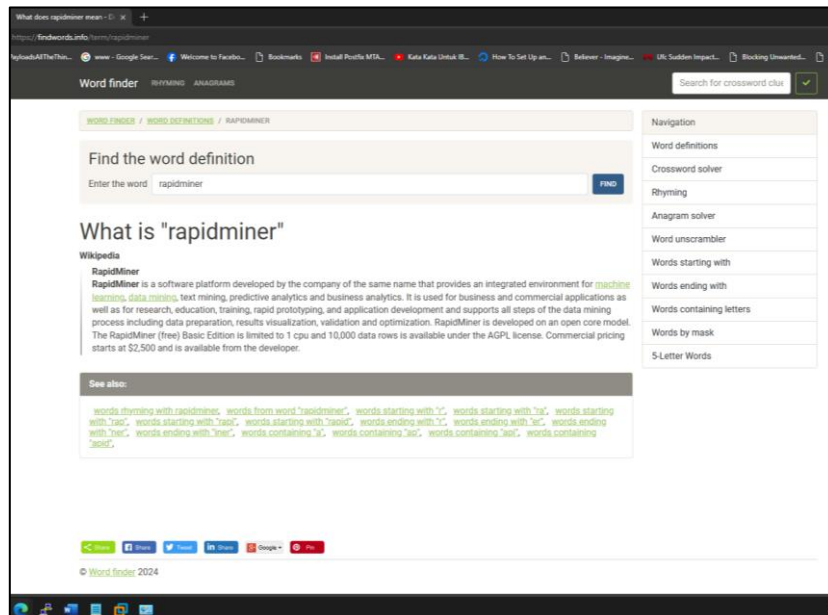 What does rapidminer mean - D
https://findwords.info/term/rapidminer
ayloadsAllTheThin...
www - Google Sear...
Welcome to Facebo...
Bookmarks
Install Postfix MTA...
Kata Kata Untuk IB...
How To Set Up an...
Believer - Imagine...
Ufc Sudden Impact...
Blocking Unwanted...
Word finder RHYMING ANAGRAMS
Search for crossword clue
WORD FINDER / WORD DEFINITIONS / RAPIDMINER
Find the word definition
Enter the word rapidminer FIND
What is "rapidminer"
Wikipedia
RapidMiner
RapidMiner is a software platform developed by the company of the same name that provides an integrated environment for machine
learning, data mining, text mining, predictive analytics and business analytics. It is used for business and commercial applications as
well as for research, education, training, rapid prototyping, and application development and supports all steps of the data mining
process including data preparation, results visualization, validation and optimization. RapidMiner is developed on an open core model.
The RapidMiner (free) Basic Edition is limited to 1 cpu and 10,000 data rows is available under the AGPL license. Commercial pricing
starts at $2,500 and is available from the developer.
See also:
words rhyming with rapidminer, words from word "rapidminer", words starting with "r", words starting with "ra", words starting
with "rap", words starting with "rapi", words starting with "rapid", words ending with "r", words ending with "er", words ending
with "ner", words ending with "iner", words containing "a", words containing "ap", words containing "api", words containing
"apid",
Navigation
Word definitions
Crossword solver
Rhyming
Anagram solver
Word unscrambler
Words starting with
Words ending with
Words containing letters
Words by mask
5-Letter Words
Share Share Tweet Share Google+ Pin
© Word finder 2024